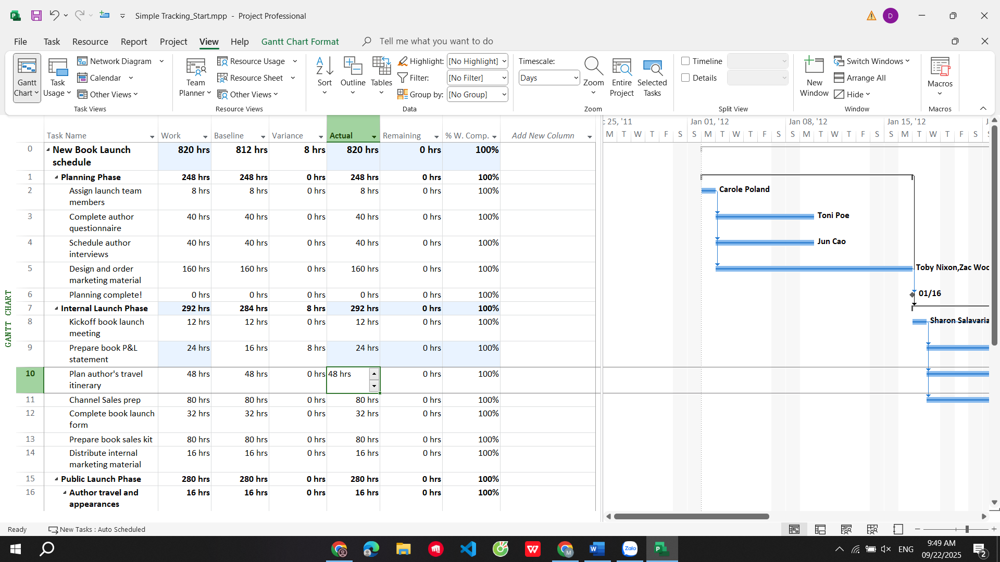 Simple Tracking_Start.mpp - Project Professional
D
File Task Resource Report Project View Help Gantt Chart Format Tell me what you want to do
Gantt Chart
Task Usage
Network Diagram
Calendar
Other Views
Task Views
Team Planner
Resource Usage
Resource Sheet
Other Views
Resource Views
Sort
Outline
Tables
Highlight: [No Highlight]
Filter: [No Filter]
Group by: [No Group]
Data
Timescale:
Days
Zoom
Entire Project
Selected Tasks
Zoom
Timeline
Details
Split View
New Window
Switch Windows
Arrange All
Hide
Window
Macros
Macros
Task Name Work Baseline Variance Actual Remaining % W. Comp. Add New Column
0 New Book Launch schedule 820 hrs 812 hrs 8 hrs 820 hrs 0 hrs 100%
1 Planning Phase 248 hrs 248 hrs 0 hrs 248 hrs 0 hrs 100%
2 Assign launch team members 8 hrs 8 hrs 0 hrs 8 hrs 0 hrs 100%
3 Complete author questionnaire 40 hrs 40 hrs 0 hrs 40 hrs 0 hrs 100%
4 Schedule author interviews 40 hrs 40 hrs 0 hrs 40 hrs 0 hrs 100%
5 Design and order marketing material 160 hrs 160 hrs 0 hrs 160 hrs 0 hrs 100%
6 Planning complete! 0 hrs 0 hrs 0 hrs 0 hrs 0 hrs 100%
7 Internal Launch Phase 292 hrs 284 hrs 8 hrs 292 hrs 0 hrs 100%
8 Kickoff book launch meeting 12 hrs 12 hrs 0 hrs 12 hrs 0 hrs 100%
9 Prepare book P&L statement 24 hrs 16 hrs 8 hrs 24 hrs 0 hrs 100%
10 Plan author's travel itinerary 48 hrs 48 hrs 0 hrs 48 hrs 0 hrs 100%
11 Channel Sales prep 80 hrs 80 hrs 0 hrs 80 hrs 0 hrs 100%
12 Complete book launch form 32 hrs 32 hrs 0 hrs 32 hrs 0 hrs 100%
13 Prepare book sales kit 80 hrs 80 hrs 0 hrs 80 hrs 0 hrs 100%
14 Distribute internal marketing material 16 hrs 16 hrs 0 hrs 16 hrs 0 hrs 100%
15 Public Launch Phase 280 hrs 280 hrs 0 hrs 280 hrs 0 hrs 100%
16 Author travel and appearances 16 hrs 16 hrs 0 hrs 16 hrs 0 hrs 100%
GANTT CHART
25, '11 Jan 01, '12 Jan 08, '12 Jan 15, '12
M T W T F S S M T W T F S S M T W T F S S M T W F S
Carole Poland
Toni Poe
Jun Cao
Toby Nixon,Zac Woo
01/16
Sharon Salavaria
Ready New Tasks : Auto Scheduled
Zalo
ENG
9:49 AM
09/22/2025
2